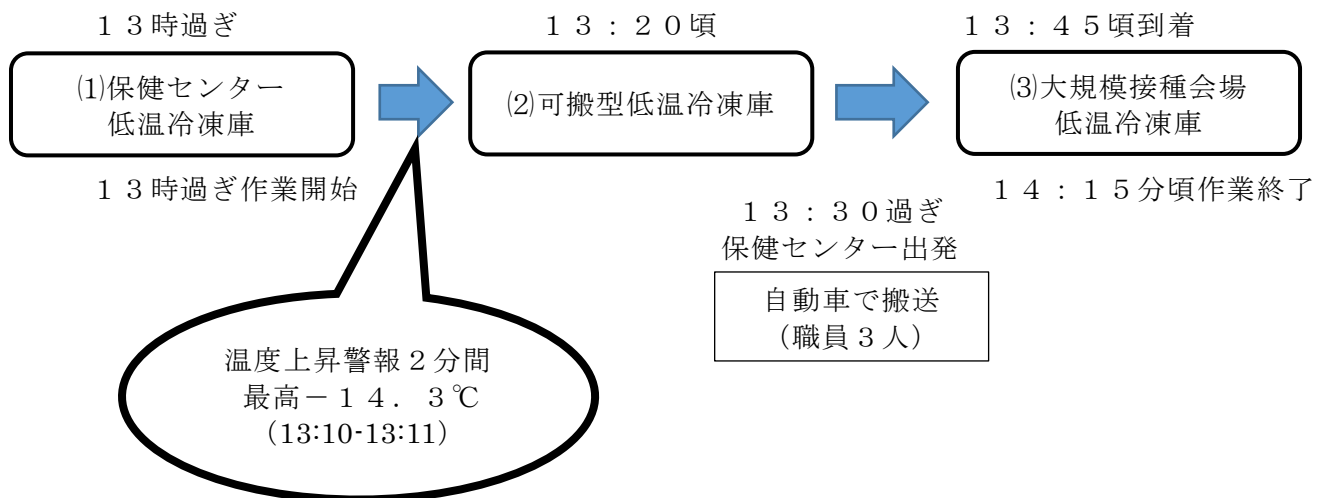 １３時過ぎ
⑴保健センター
低温冷凍庫
１３時過ぎ作業開始
１３：２０頃
⑵可搬型低温冷凍庫
１３：４５頃到着
⑶大規模接種会場
低温冷凍庫
１４：１５分頃作業終了
１３：３０過ぎ
保健センター出発
自動車で搬送
（職員３人）
温度上昇警報２分間
最高－１４．３℃
（13:10-13:11）